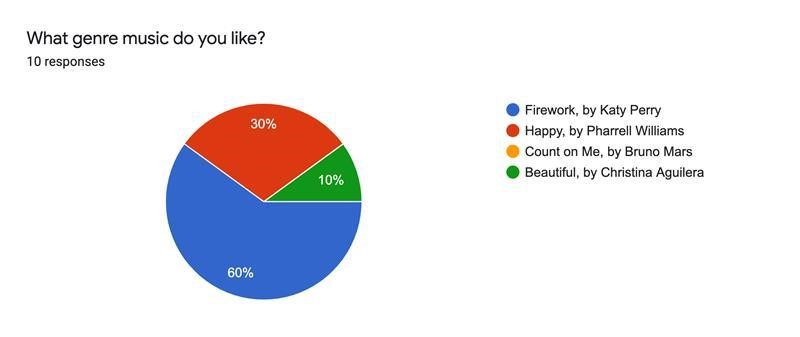 What genre music do you like?
10 responses
30%
10%
60%
Firework, by Katy Perry
Happy, by Pharrell Williams
Count on Me, by Bruno Mars
Beautiful, by Christina Aguilera